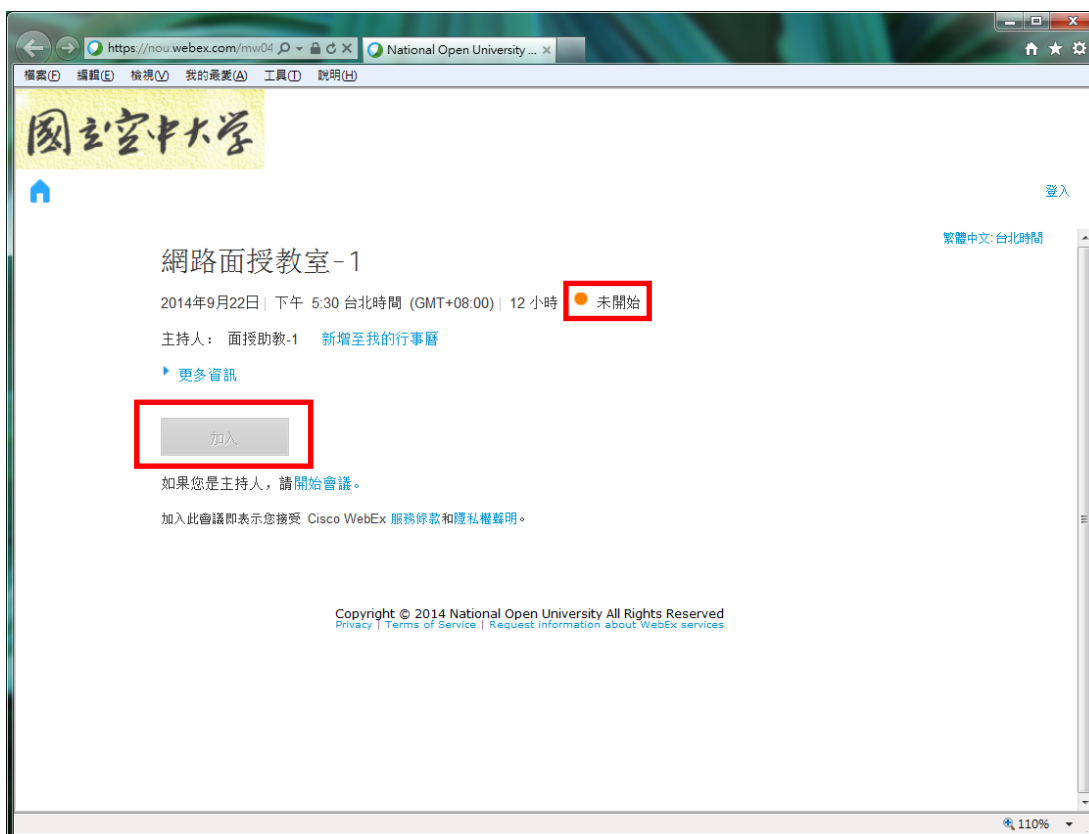 https://nou.webex.com/mw04
National Open University ... ×
檔案(F) 編輯(E) 檢視(V) 我的最愛(A) 工具(T) 說明(H)
國立空中大学
登入
繁體中文:台北時間
網路面授教室-1
2014年9月22日 | 下午 5:30 台北時間 (GMT+08:00) | 12 小時 未開始
主持人: 面授助教-1 新增至我的行事曆
更多資訊
加入
如果您是主持人，請開始會議。
加入此會議即表示您接受 Cisco WebEx 服務條款和隱私權聲明。
Copyright © 2014 National Open University All Rights Reserved
Privacy | Terms of Service | Request information about WebEx services
110%